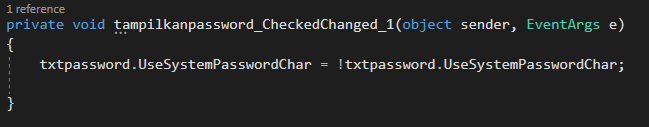 1 reference
private void tampilkanpassword_CheckedChanged_1(object sender, EventArgs e)
{
txtpassword.UseSystemPasswordChar = !txtpassword.UseSystemPasswordChar;
}